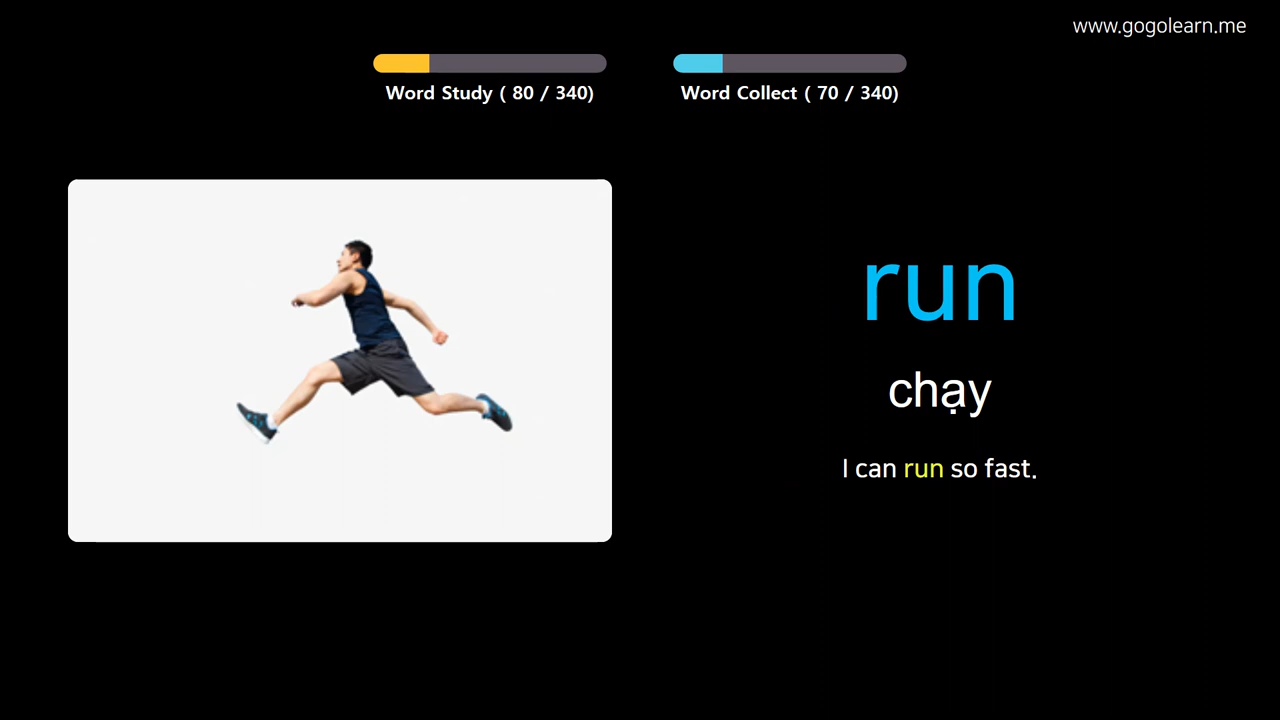 www.gogolearn.me
Word Study ( 80 / 340)
Word Collect ( 70 / 340)
run
chạy
I can run so fast.